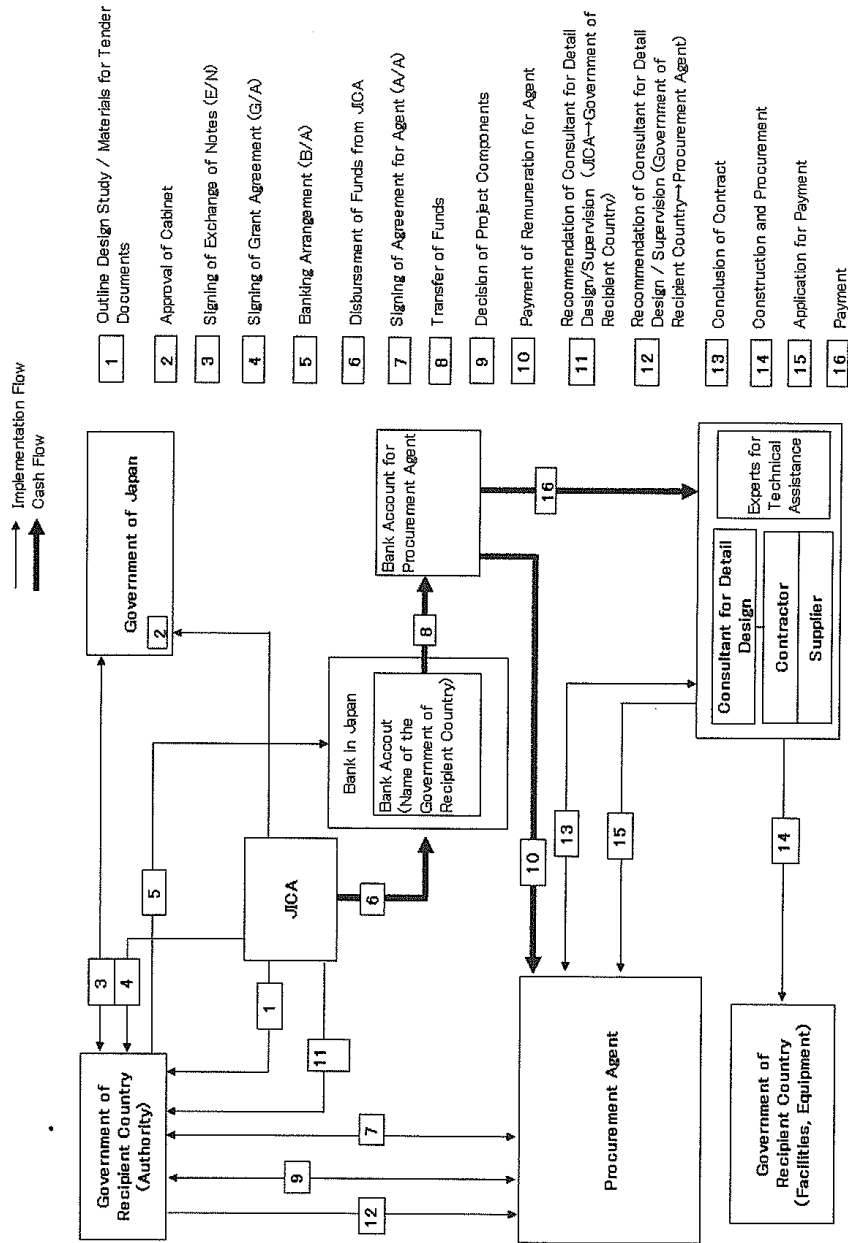 Implementation Flow
Cash Flow
Government of
Recipient Country
(Authority)
3
4
5
1
11
7
9
12
JICA
6
Government of Japan
2
Bank in Japan
Bank Accout
(Name of the
Government of
Recipient Country)
8
Bank Account for
Procurement Agent
10
16
13
15
Procurement Agent
Consultant for Detail
Design
Contractor
Supplier
Experts for
Technical
Assistance
14
Government of
Recipient Country
(Facilities, Equipment)
1 Outline Design Study / Materials for Tender
Documents
2 Approval of Cabinet
3 Signing of Exchange of Notes (E/N)
4 Signing of Grant Agreement (G/A)
5 Banking Arrangement (B/A)
6 Disbursement of Funds from JICA
7 Signing of Agreement for Agent (A/A)
8 Transfer of Funds
9 Decision of Project Components
10 Payment of Remuneration for Agent
11 Recommendation of Consultant for Detail
Design/Supervision (JICA→Government of
Recipient Country)
12 Recommendation of Consultant for Detail
Design / Supervision (Government of
Recipient Country→Procurement Agent)
13 Conclusion of Contract
14 Construction and Procurement
15 Application for Payment
16 Payment